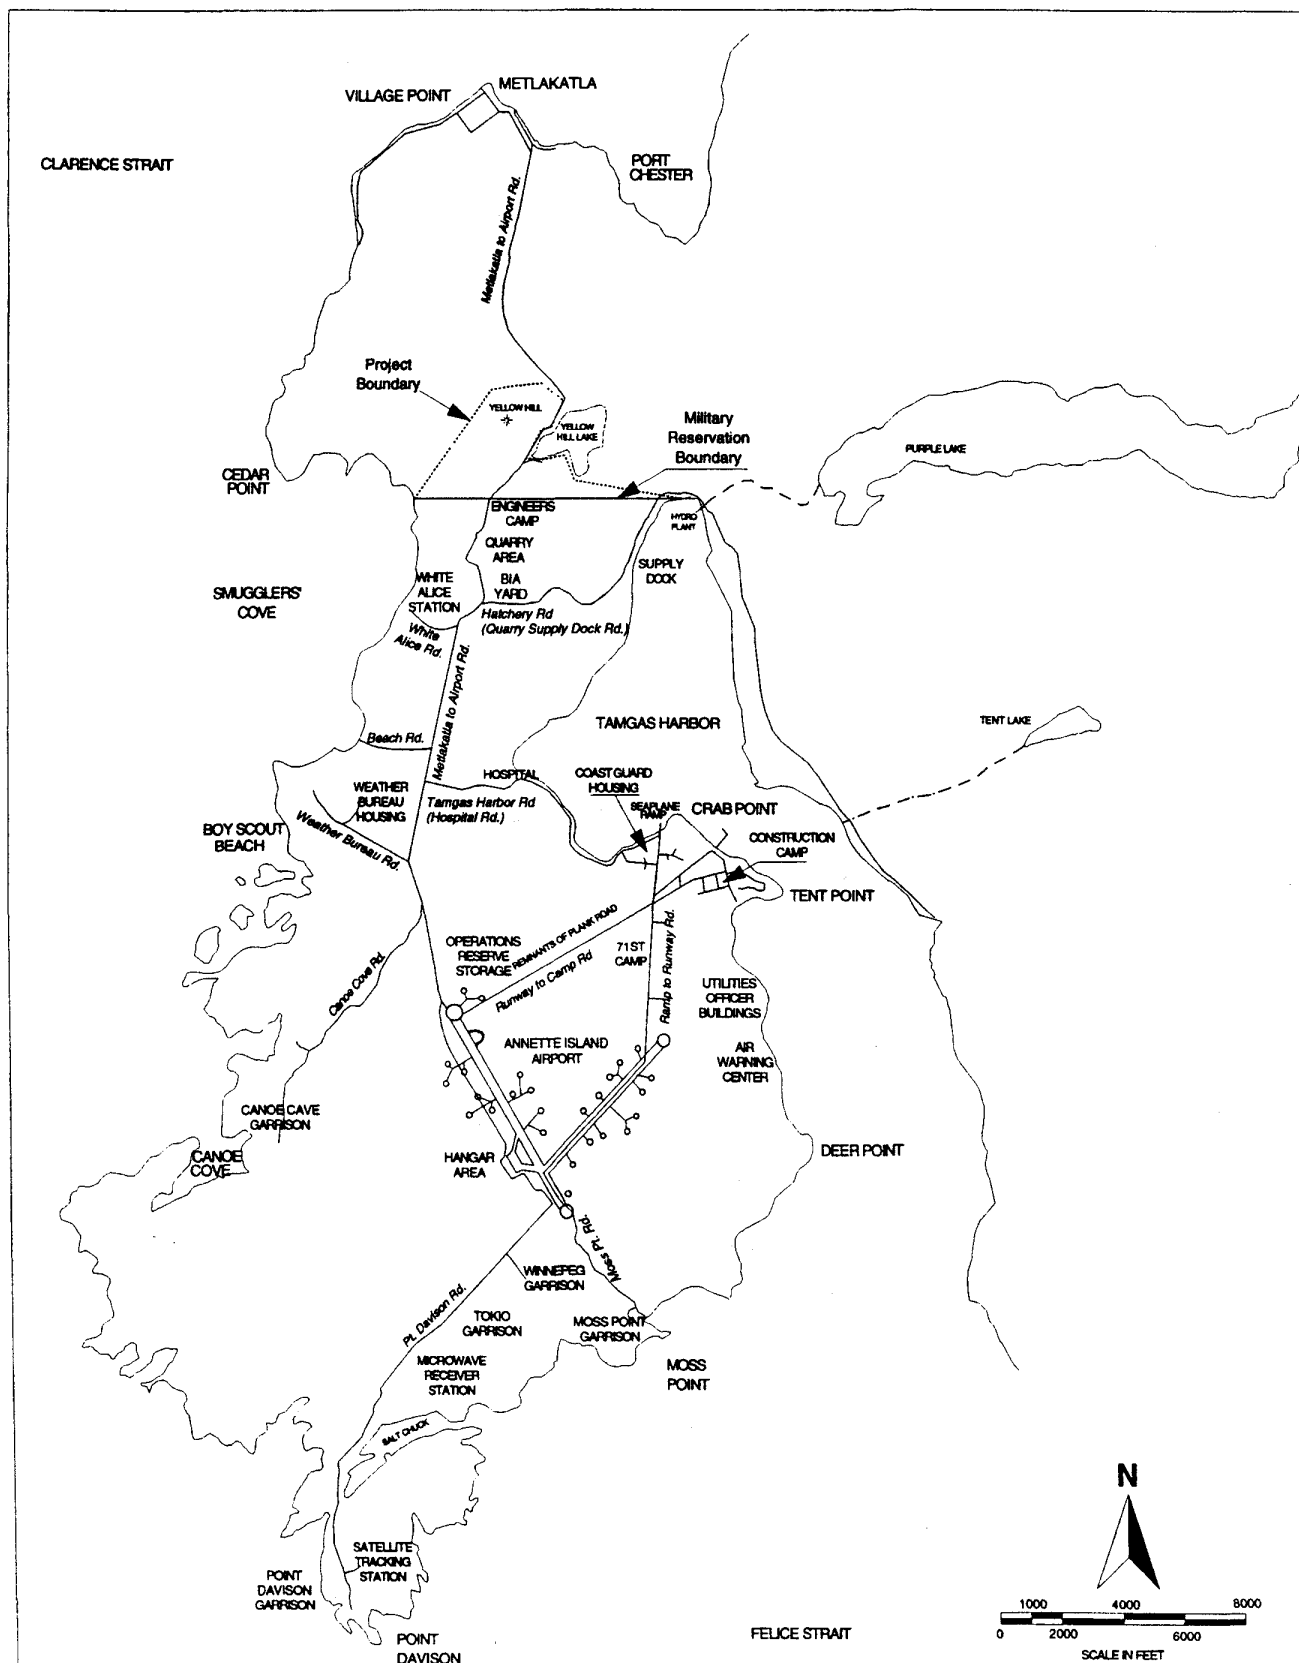 METLAKATLA
VILLAGE POINT
CLARENCE STRAIT
PORT
CHESTER
Metlakatla to Airport Rd.
Project
Boundary
YELLOW HILL
YELLOW
HILL LAKE
Military
Reservation
Boundary
PURPLE LAKE
CEDAR
POINT
ENGINEERS
CAMP
HYDRO
PLANT
QUARRY
AREA
SUPPLY
DOCK
WHITE
ALICE
STATION
BIA
YARD
SMUGGLERS'
COVE
Hatchery Rd
(Quarry Supply Dock Rd.)
White
Alice Rd.
Metlakatla to Airport Rd.
TAMGAS HARBOR
TENT LAKE
Beach Rd.
HOSPITAL
COAST GUARD
HOUSING
WEATHER
BUREAU
HOUSING
Tamgas Harbor Rd
(Hospital Rd.)
SEAPLANE
RAMP
CRAB POINT
BOY SCOUT
BEACH
Weather Bureau Rd.
CONSTRUCTION
CAMP
TENT POINT
OPERATIONS
RESERVE
STORAGE
REMNANTS OF PLANK ROAD
Runway to Camp Rd
71ST
CAMP
Ramp to Runway Rd.
Canoe Cove Rd.
UTILITIES
OFFICER
BUILDINGS
ANNETTE ISLAND
AIRPORT
AIR
WARNING
CENTER
CANOE CAVE
GARRISON
CANOE
COVE
HANGAR
AREA
DEER POINT
Moss Pt. Rd.
WINNEPEG
GARRISON
Pt. Davison Rd.
TOKIO
GARRISON
MOSS POINT
GARRISON
MICROWAVE
RECEIVER
STATION
MOSS
POINT
SALT CHUCK
N
SATELLITE
TRACKING
STATION
POINT
DAVISON
GARRISON
POINT
DAVISON
FELICE STRAIT
1000 4000 8000
0 2000 6000
SCALE IN FEET